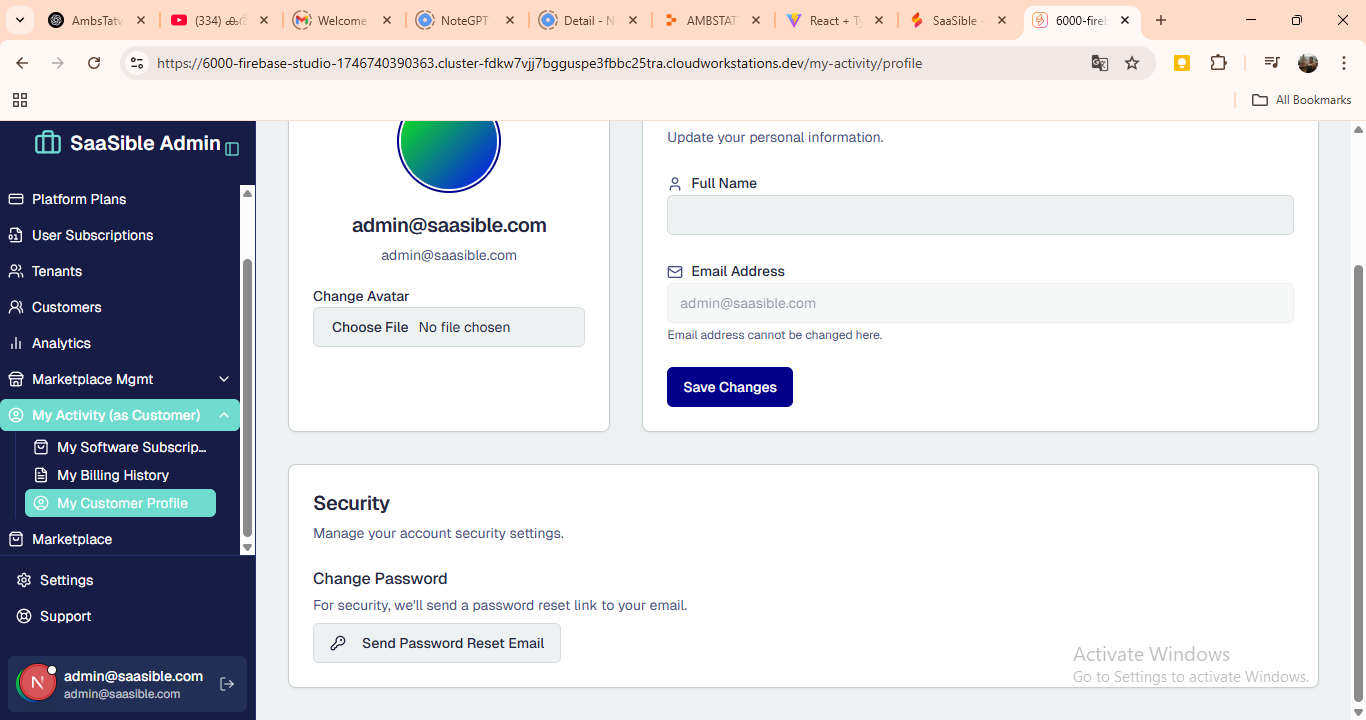 AmbsTatv
(334) കര
Welcome
NoteGPT -
Detail - N
AMBSTAT
React + Ty
SaaSible -
6000-fireb
https://6000-firebase-studio-1746740390363.cluster-fdkw7vjj7bgguspe3fbbc25tra.cloudworkstations.dev/my-activity/profile
All Bookmarks
SaaSible Admin
Platform Plans
User Subscriptions
Tenants
Customers
Analytics
Marketplace Mgmt
My Activity (as Customer)
My Software Subscrip...
My Billing History
My Customer Profile
Marketplace
Settings
Support
N
admin@saasible.com
admin@saasible.com
admin@saasible.com
admin@saasible.com
Change Avatar
Choose File No file chosen
Update your personal information.
Full Name
Email Address
admin@saasible.com
Email address cannot be changed here.
Save Changes
Security
Manage your account security settings.
Change Password
For security, we'll send a password reset link to your email.
Send Password Reset Email
Activate Windows
Go to Settings to activate Windows.